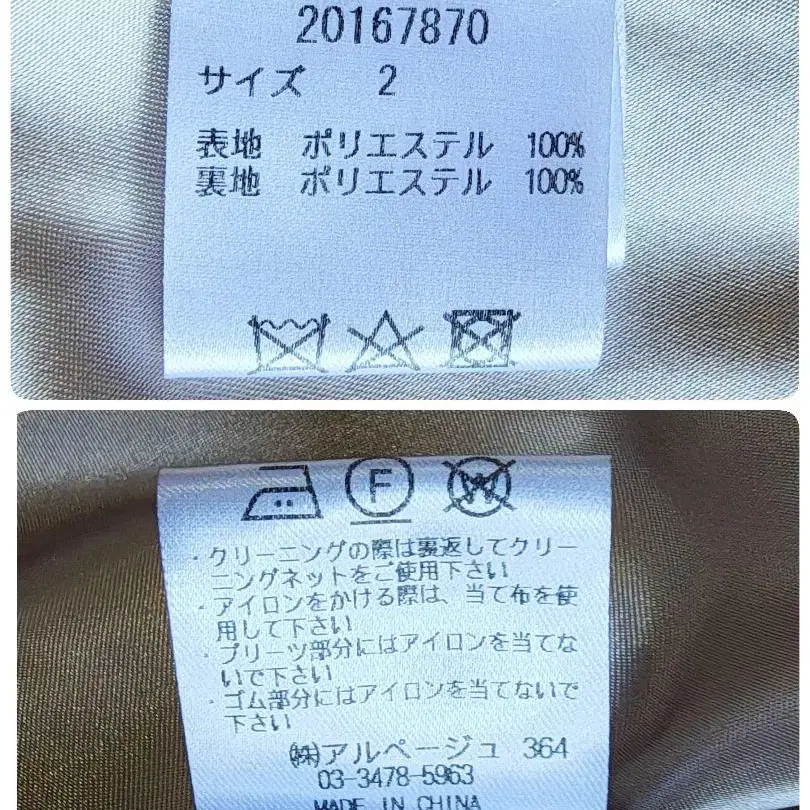 20167870
サイズ 2
表地 ポリエステル 100%
裏地 ポリエステル 100%
F
W
・クリーニングの際は裏返してクリー
ニングネットをご使用下さい
・アイロンをかける際は、当て布を使
用して下さい
・プリーツ部分にはアイロンを当てな
いで下さい
・ゴム部分にはアイロンを当てないで
下さい
㈱アルページュ 364
03-3478-5963
MADE IN CHINA